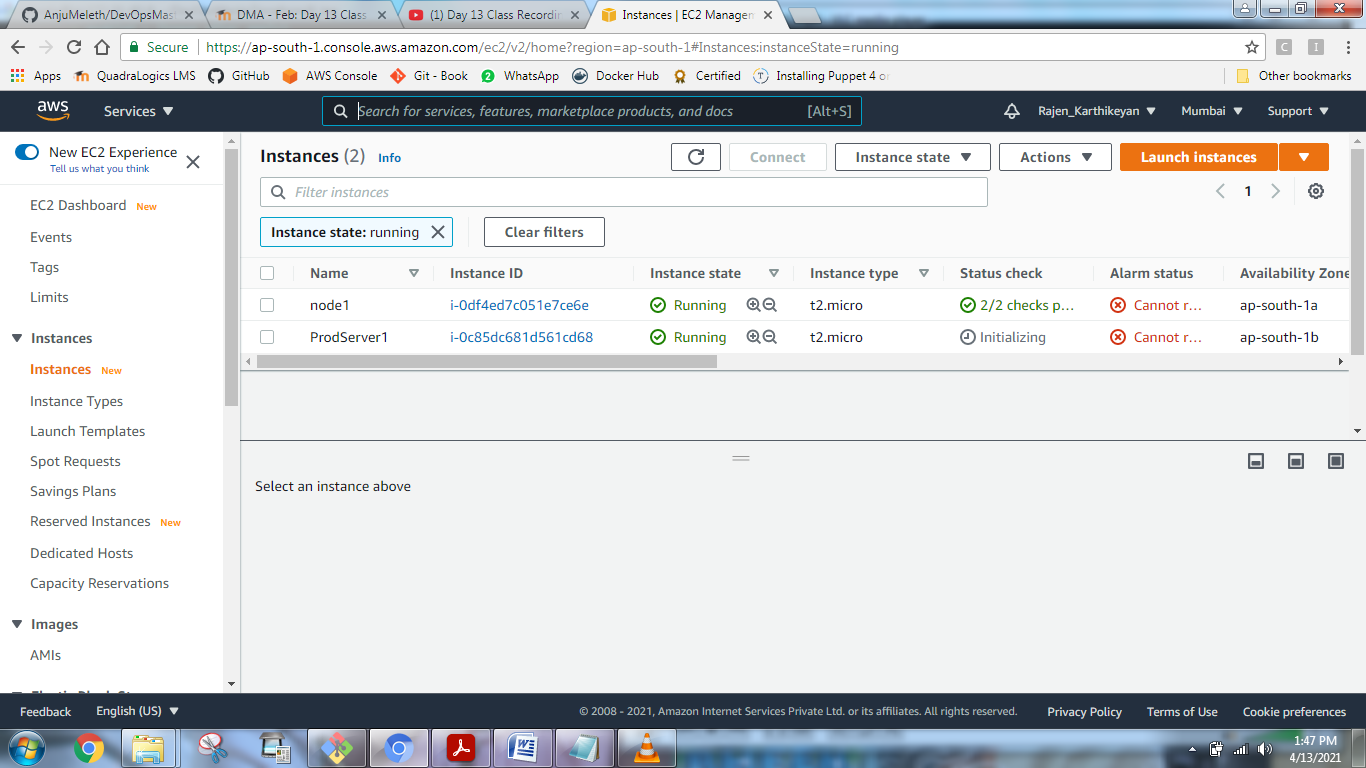 AnjuMeleth/DevOpsMast
DMA - Feb: Day 13 Class
(1) Day 13 Class Recordin
Instances | EC2 Managem
Secure
https://ap-south-1.console.aws.amazon.com/ec2/v2/home?region=ap-south-1#Instances:instanceState=running
C
I
Apps
QuadraLogics LMS
GitHub
AWS Console
Git - Book
2
WhatsApp
Docker Hub
Certified
Installing Puppet 4 o
Other bookmarks
aws
Services
Search for services, features, marketplace products, and docs
[Alt+S]
Rajen_Karthikeyan
Mumbai
Support
New EC2 Experience
Tell us what you think
EC2 Dashboard New
Events
Tags
Limits
Instances
Instances New
Instance Types
Launch Templates
Spot Requests
Savings Plans
Reserved Instances New
Dedicated Hosts
Capacity Reservations
Images
AMIs
Instances (2) Info
Connect
Instance state
Actions
Launch instances
Filter instances
1
Instance state: running
Clear filters
Name Instance ID Instance state Instance type Status check Alarm status Availability Zone
node1 i-0df4ed7c051e7ce6e Running t2.micro 2/2 checks p... Cannot r... ap-south-1a
ProdServer1 i-0c85dc681d561cd68 Running t2.micro Initializing Cannot r... ap-south-1b
Select an instance above
Feedback
English (US)
© 2008 - 2021, Amazon Internet Services Private Ltd. or its affiliates. All rights reserved.
Privacy Policy
Terms of Use
Cookie preferences
1:47 PM
4/13/2021